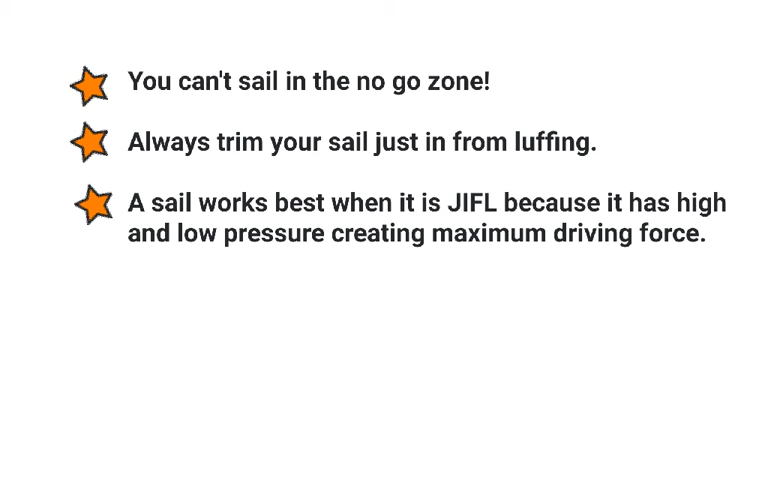 You can't sail in the no go zone!
Always trim your sail just in from luffing.
A sail works best when it is JIFL because it has high
and low pressure creating maximum driving force.